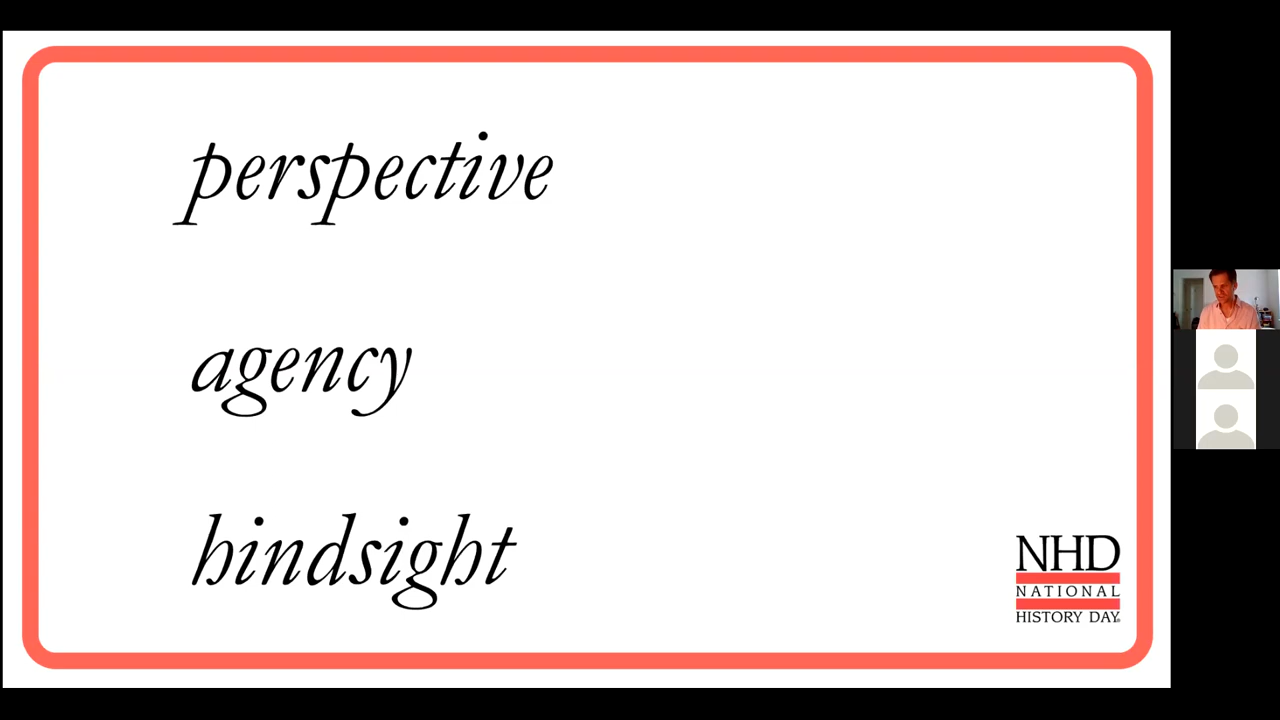 perspective
agency
hindsight
NHD
NATIONAL
HISTORY DAY®